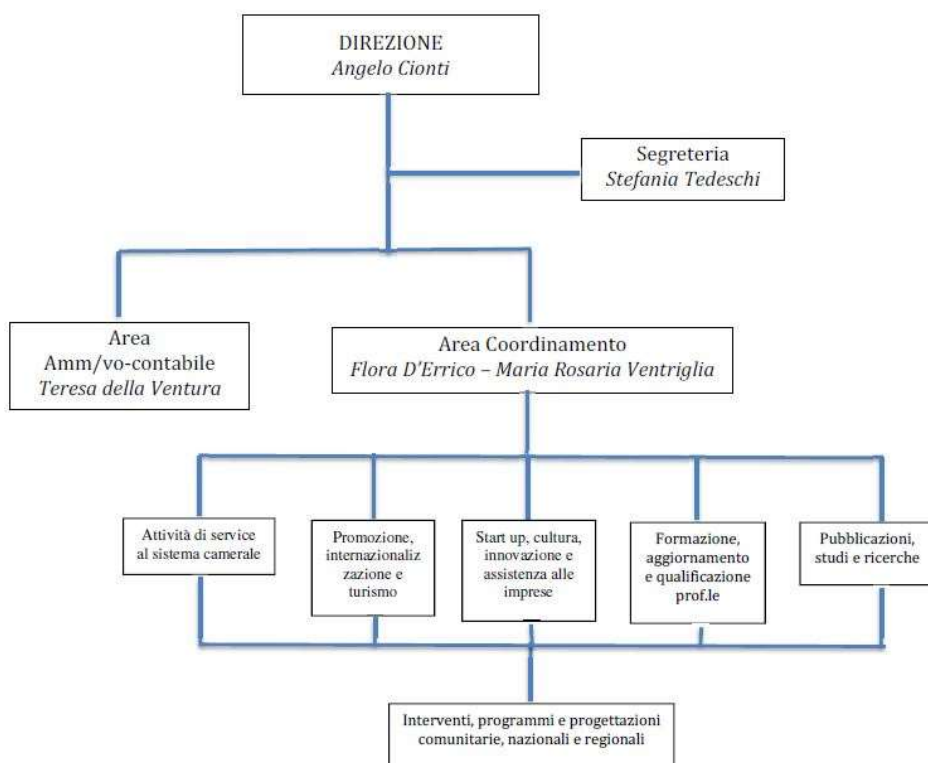 DIREZIONE
Angelo Cionti
Segreteria
Stefania Tedeschi
Area
Amm/vo-contabile
Teresa della Ventura
Area Coordinamento
Flora D'Errico – Maria Rosaria Ventriglia
Attività di service
al sistema camerale
Promozione,
internazionaliz
zazione e
turismo
Start up, cultura,
innovazione e
assistenza alle
imprese
Formazione,
aggiornamento
e qualificazione
prof.le
Pubblicazioni,
studi e ricerche
Interventi, programmi e progettazioni
comunitarie, nazionali e regionali